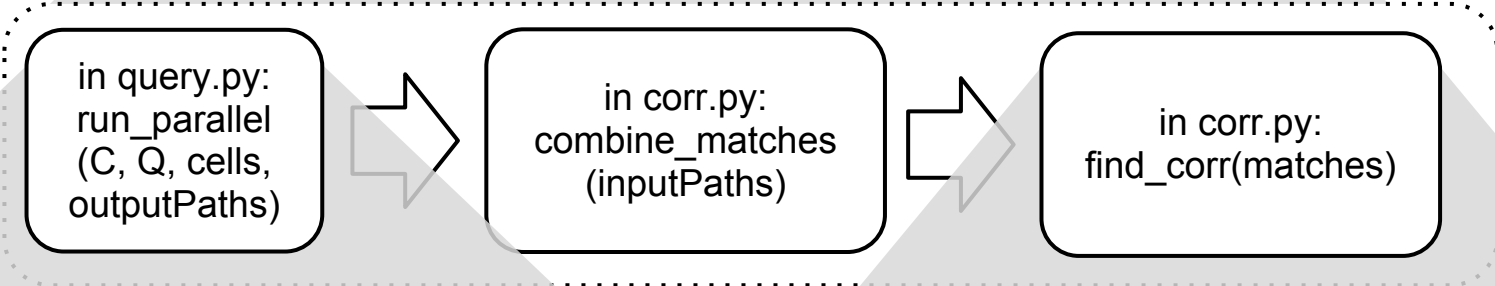 in query.py:
run_parallel
(C, Q, cells,
outputPaths)
in corr.py:
combine_matches
(inputPaths)
in corr.py:
find_corr(matches)